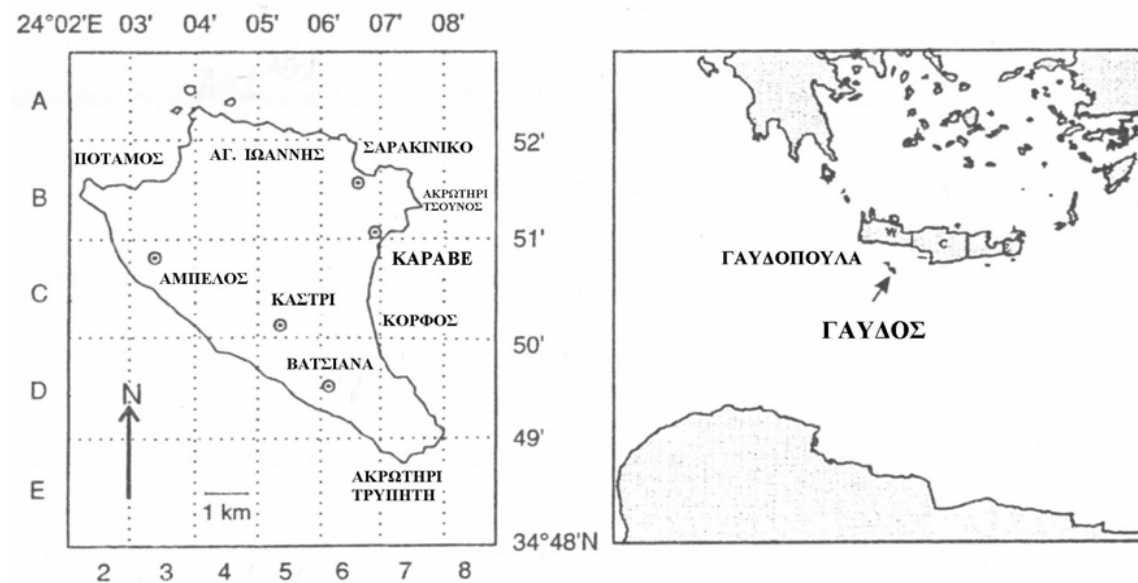 24°02'E 03' 04' 05' 06' 07' 08'
A
52'
ΠΟΤΑΜΟΣ
ΑΓ. ΙΩΑΝΝΗΣ
ΣΑΡΑΚΙΝΙΚΟ
B
ΑΚΡΩΤΗΡΙ
ΤΣΟΥΝΟΣ
51'
ΚΑΡΑΒΕ
ΑΜΠΕΛΟΣ
C
ΚΑΣΤΡΙ
ΚΟΡΦΟΣ
50'
ΒΑΤΣΙΑΝΑ
D
N
49'
ΑΚΡΩΤΗΡΙ
ΤΡΥΠΗΤΗ
E
1 km
34°48'N
2 3 4 5 6 7 8
W C
ΓΑΥΔΟΠΟΥΛΑ
ΓΑΥΔΟΣ